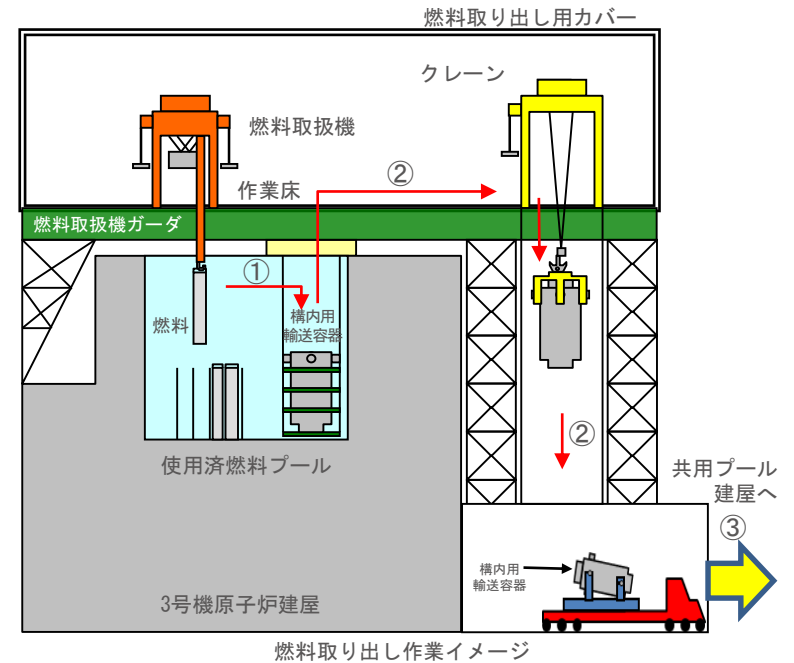 燃料取り出し用カバー
クレーン
燃料取扱機
②
作業床
燃料取扱機ガーダ
①
燃料
構内用
輸送容器
②
使用済燃料プール
共用プール
建屋へ
③
構内用
輸送容器
3号機原子炉建屋
燃料取り出し作業イメージ